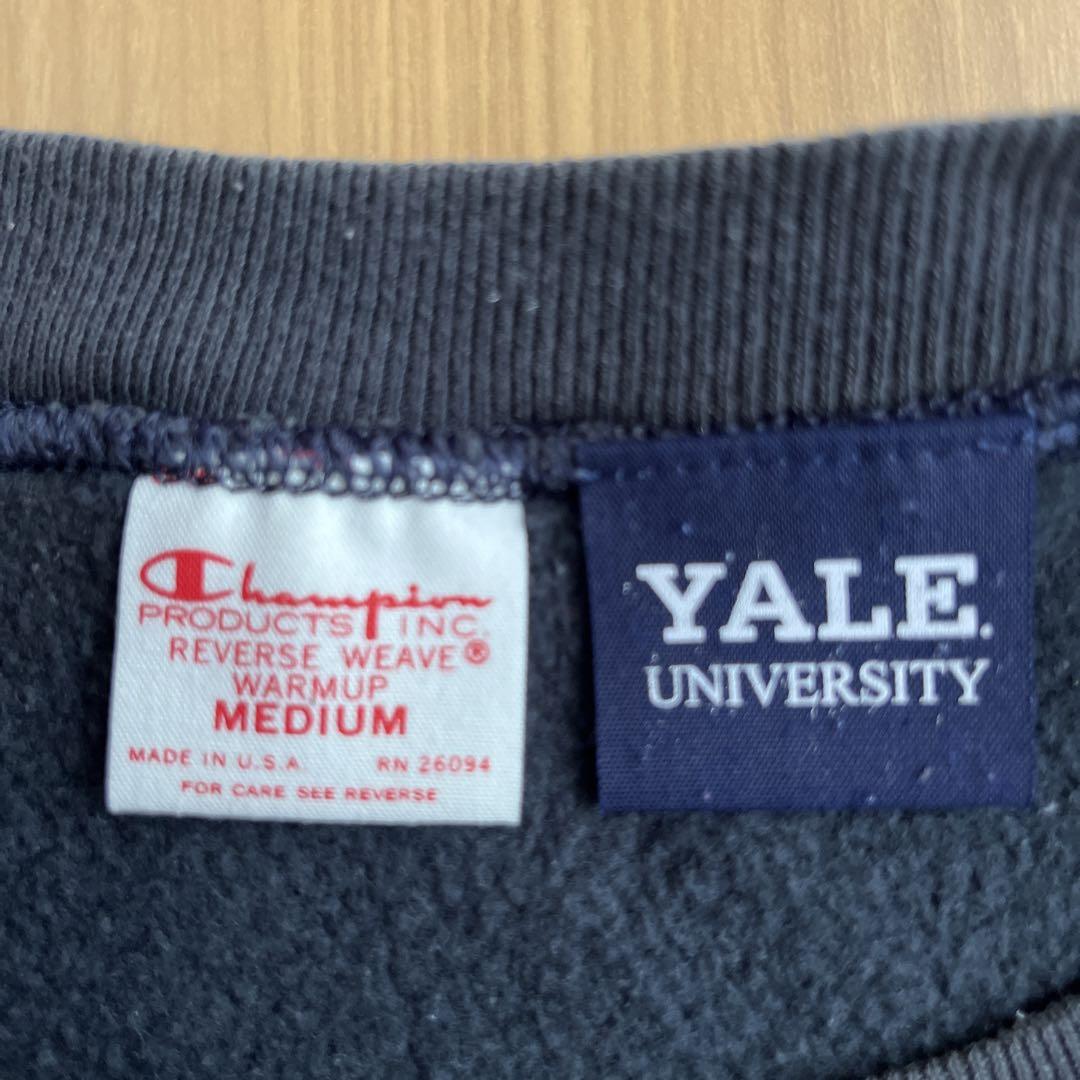 Champion
PRODUCTS INC.
REVERSE WEAVE®
WARMUP
MEDIUM
MADE IN U.S.A. RN 26094
FOR CARE SEE REVERSE
YALE.
UNIVERSITY